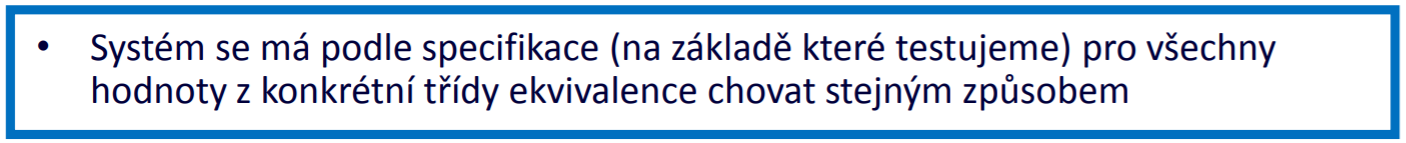 • Systém se má podle specifikace (na základě které testujeme) pro všechny
hodnoty z konkrétní třídy ekvivalence chovat stejným způsobem